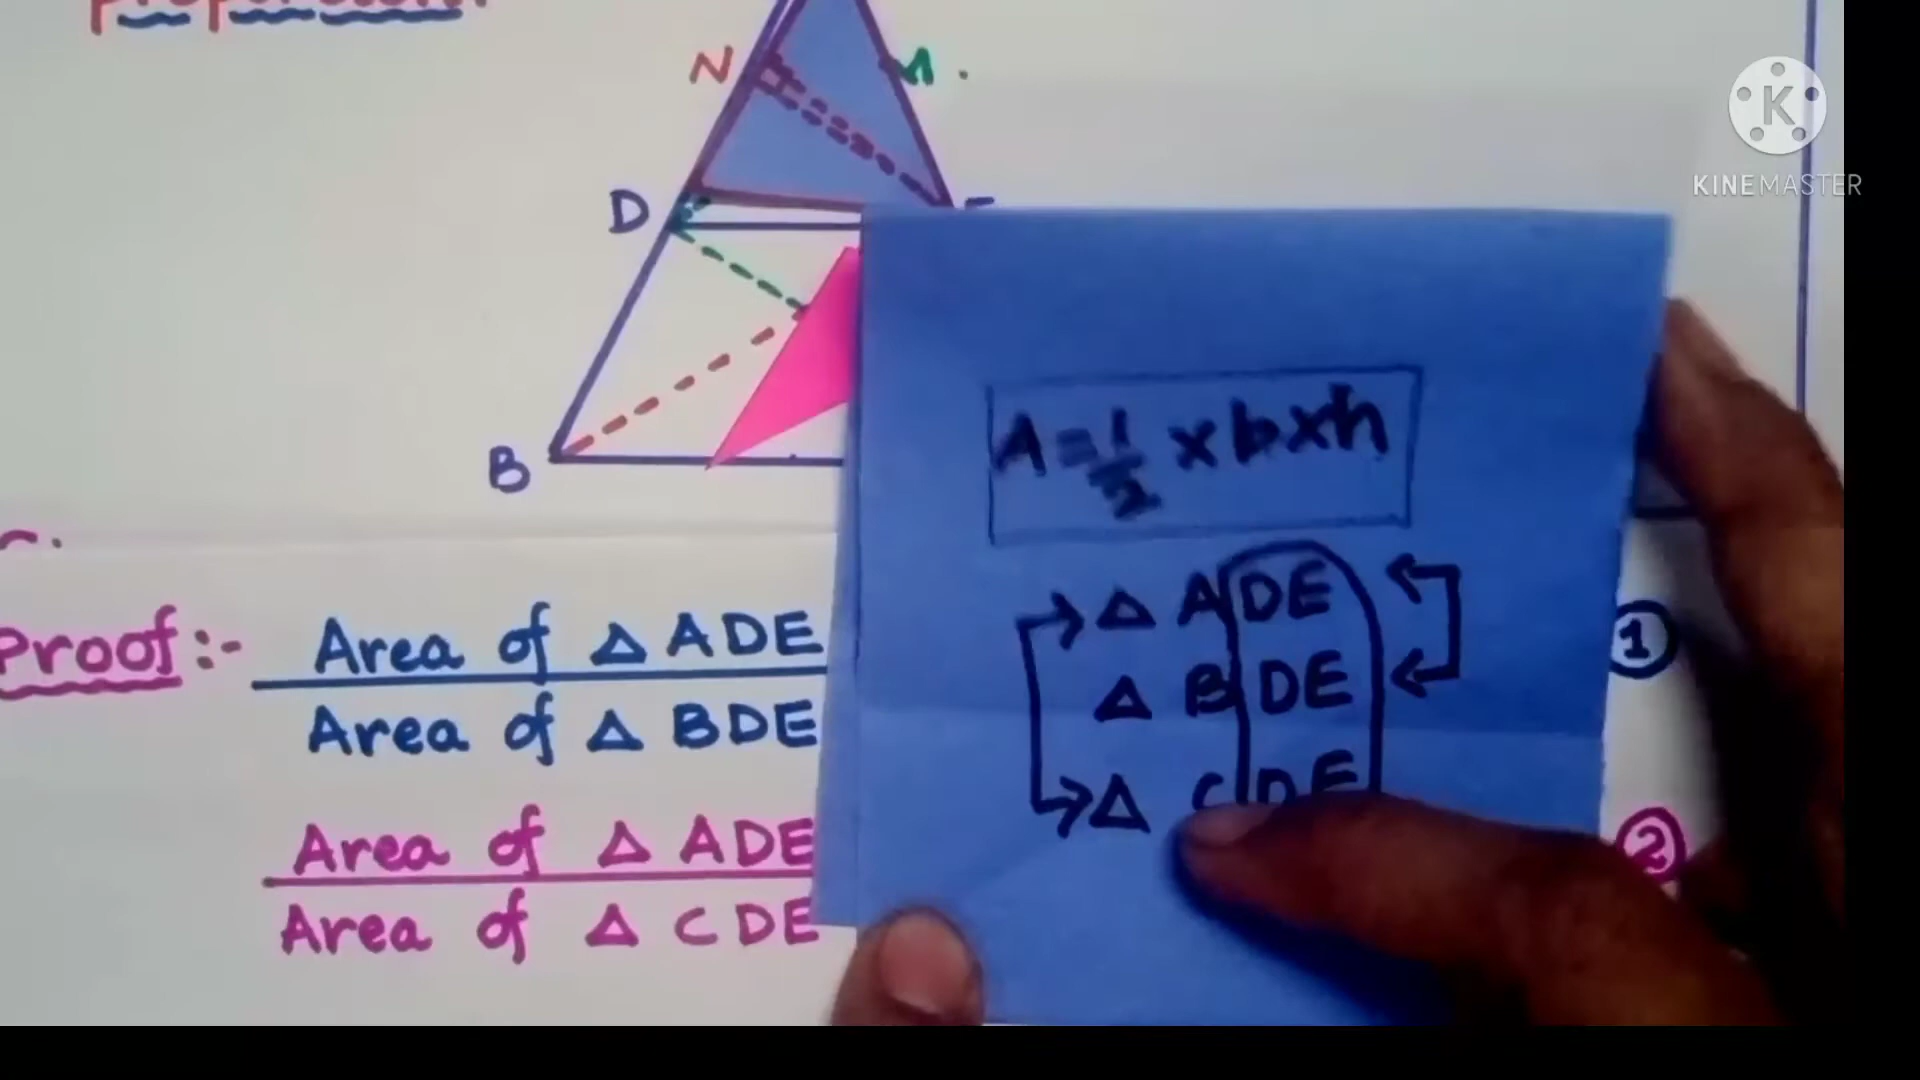 proportion
N
M
D
E
B
A = 1/2 × b × h
Δ ADE
Δ BDE
Δ CDE
Proof:- Area of Δ ADE
Area of Δ BDE
①
Area of Δ ADE
Area of Δ CDE
②
K
KINEMASTER